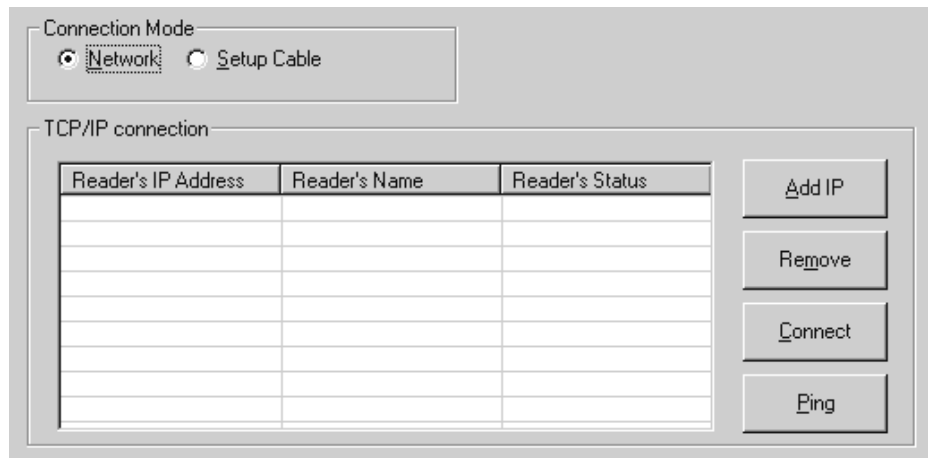 Connection Mode
Network Setup Cable
TCP/IP connection
Reader's IP Address Reader's Name Reader's Status
Add IP
Remove
Connect
Ping